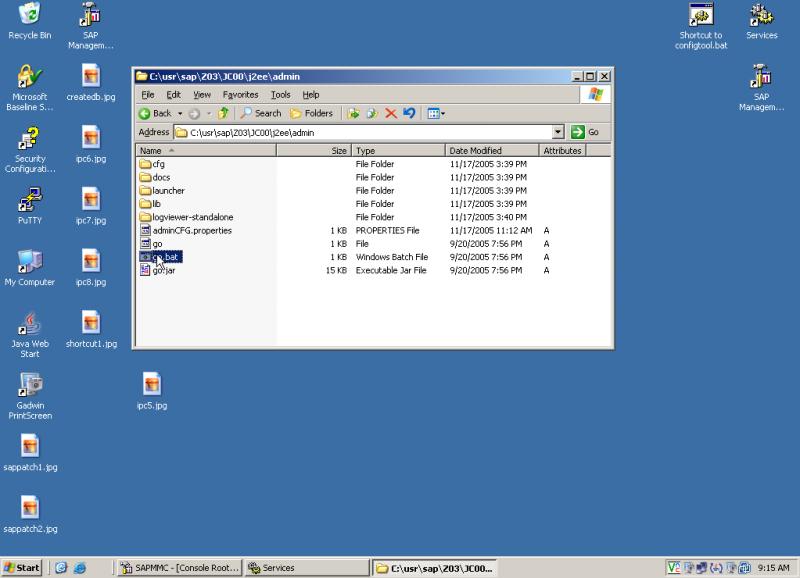 Recycle Bin
SAP
Managem...
Shortcut to
configtool.bat
Services
Microsoft
Baseline S...
createdb.jpg
SAP
Managem...
Security
Configurati...
ipc6.jpg
PuTTY
ipc7.jpg
My Computer
ipc8.jpg
Java Web
Start
shortcut1.jpg
Gadwin
PrintScreen
ipc5.jpg
sappatch1.jpg
sappatch2.jpg
C:\usr\sap\Z03\JC00\j2ee\admin
File Edit View Favorites Tools Help
Back Search Folders
Address C:\usr\sap\Z03\JC00\j2ee\admin Go
Name Size Type Date Modified Attributes
cfg File Folder 11/17/2005 3:39 PM
docs File Folder 11/17/2005 3:39 PM
launcher File Folder 11/17/2005 3:39 PM
lib File Folder 11/17/2005 3:39 PM
logviewer-standalone File Folder 11/17/2005 3:40 PM
adminCFG.properties 1 KB PROPERTIES File 11/17/2005 11:12 AM A
go 1 KB File 9/20/2005 7:56 PM A
go.bat 1 KB Windows Batch File 9/20/2005 7:56 PM A
go.jar 15 KB Executable Jar File 9/20/2005 7:56 PM A
Start SAPMMC - [Console Root... Services C:\usr\sap\Z03\JC00... 9:15 AM